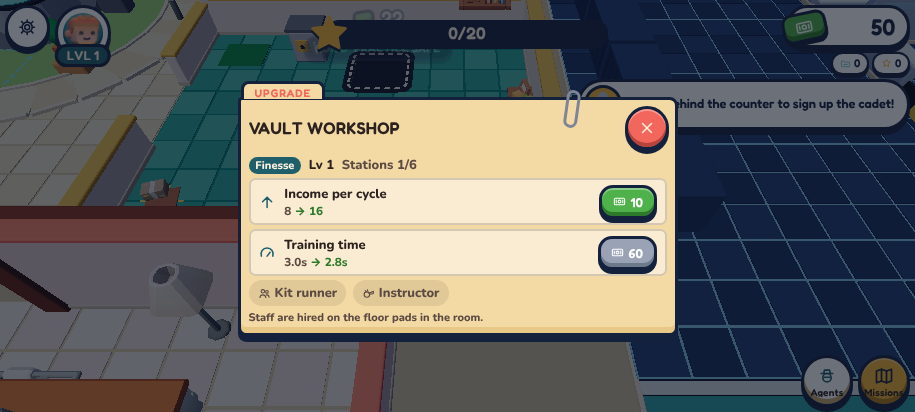 LVL 1
0/20
50
0
0
ehind the counter to sign up the cadet!
UPGRADE
VAULT WORKSHOP
Finesse Lv 1 Stations 1/6
Income per cycle
8 → 16
10
Training time
3.0s → 2.8s
60
Kit runner Instructor
Staff are hired on the floor pads in the room.
Agents
Missions